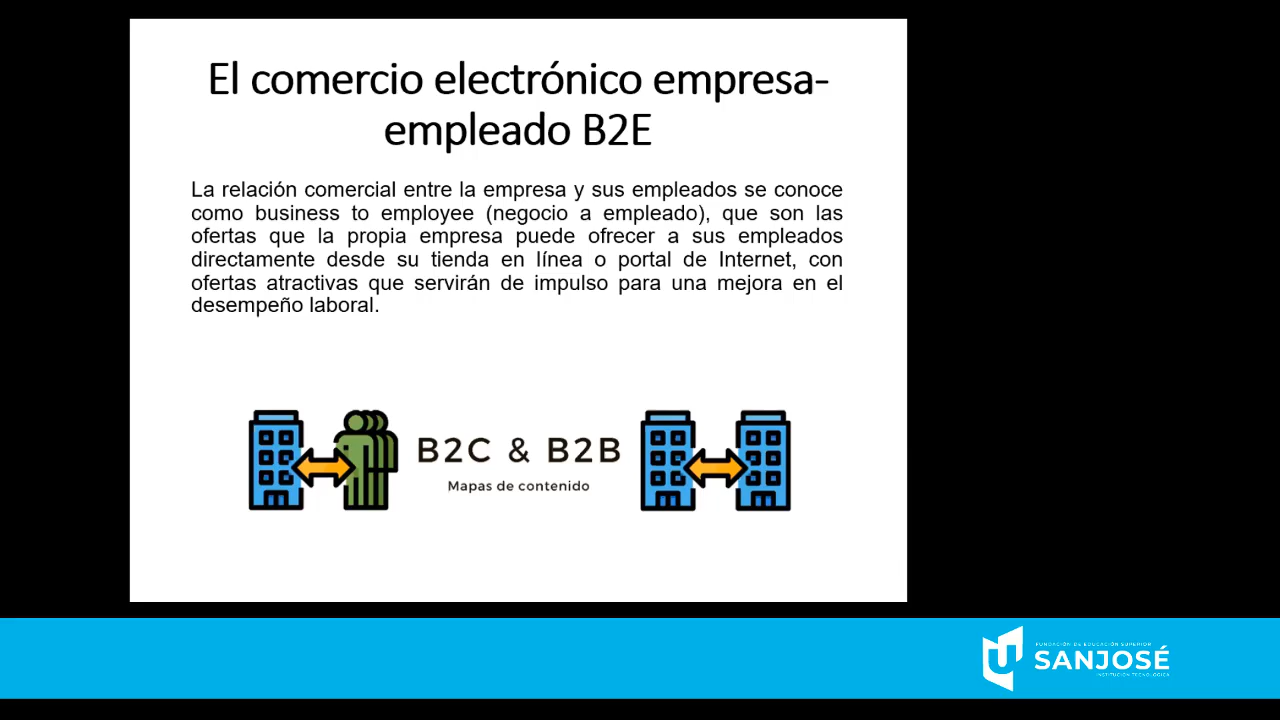 El comercio electrónico empresa-
empleado B2E
La relación comercial entre la empresa y sus empleados se conoce
como business to employee (negocio a empleado), que son las
ofertas que la propia empresa puede ofrecer a sus empleados
directamente desde su tienda en línea o portal de Internet, con
ofertas atractivas que servirán de impulso para una mejora en el
desempeño laboral.
B2C & B2B
Mapas de contenido
FUNDACIÓN DE EDUCACIÓN SUPERIOR
SANJOSÉ
INSTITUCIÓN TECNOLÓGICA